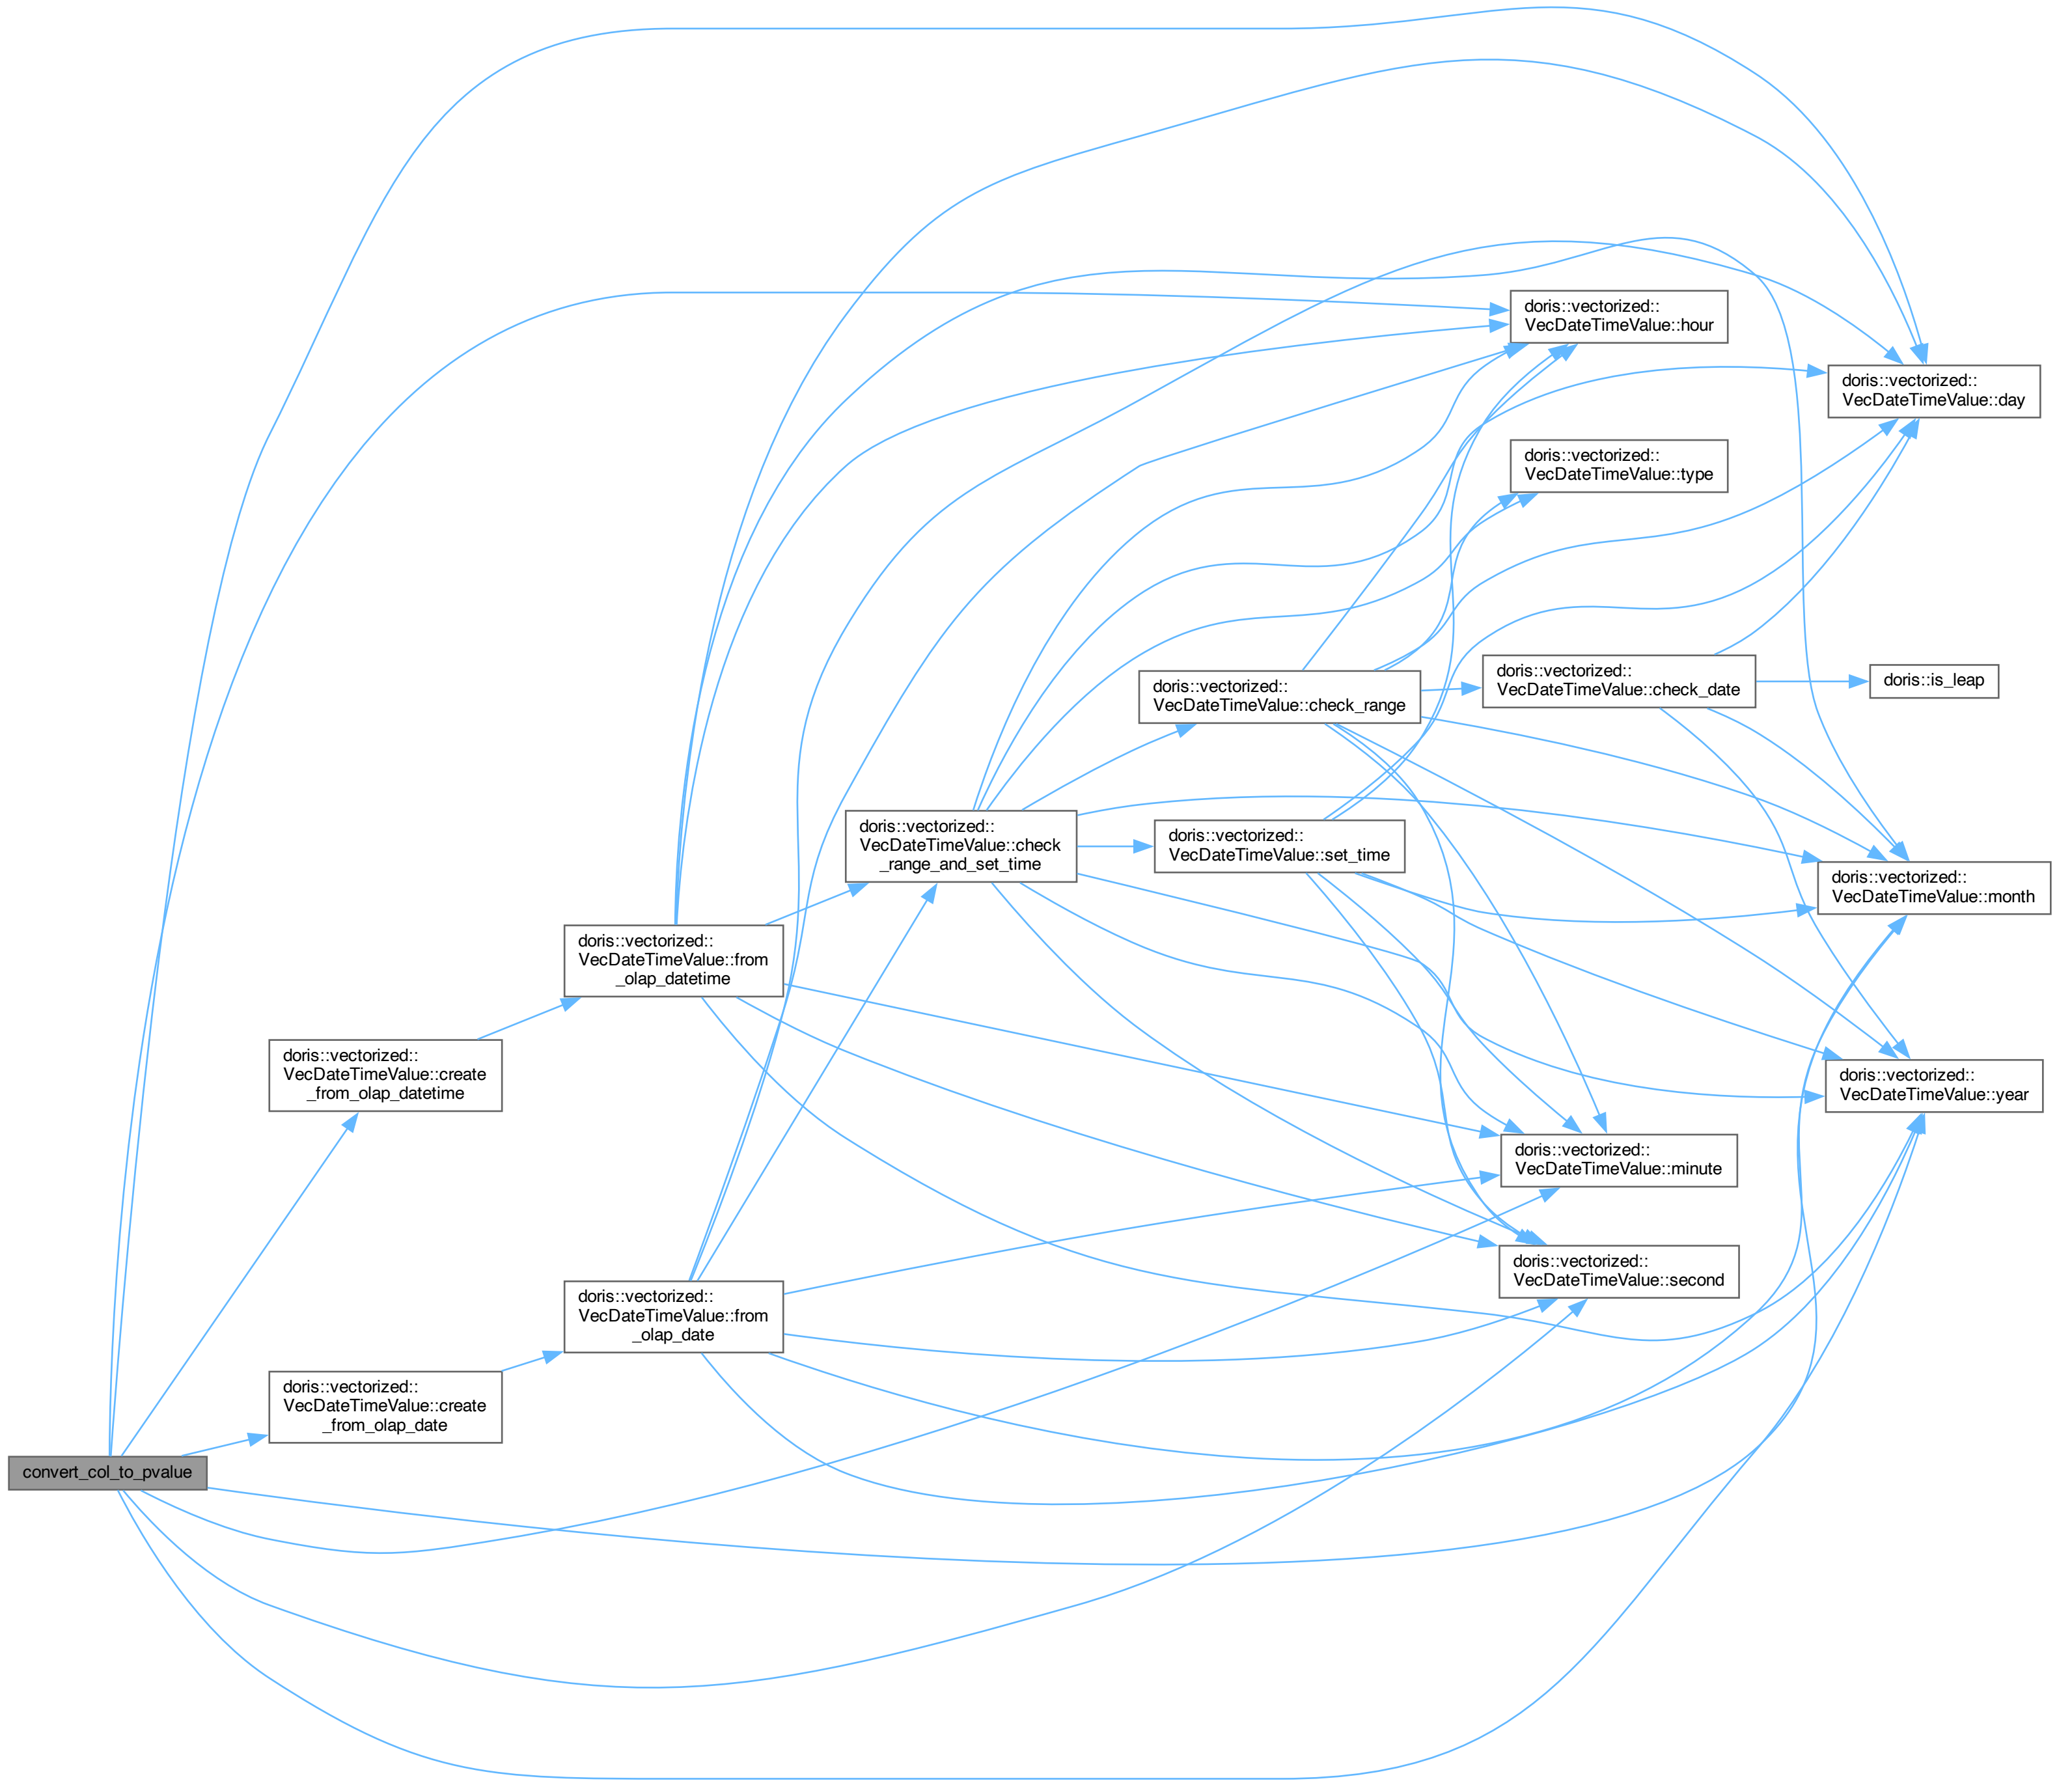 doris::vectorized::
VecDateTimeValue::hour
doris::vectorized::
VecDateTimeValue::day
doris::vectorized::
VecDateTimeValue::type
doris::vectorized::
VecDateTimeValue::check_range
doris::vectorized::
VecDateTimeValue::check_date
doris::is_leap
doris::vectorized::
VecDateTimeValue::check
_range_and_set_time
doris::vectorized::
VecDateTimeValue::set_time
doris::vectorized::
VecDateTimeValue::month
doris::vectorized::
VecDateTimeValue::from
_olap_datetime
doris::vectorized::
VecDateTimeValue::create
_from_olap_datetime
doris::vectorized::
VecDateTimeValue::year
doris::vectorized::
VecDateTimeValue::minute
doris::vectorized::
VecDateTimeValue::second
doris::vectorized::
VecDateTimeValue::from
_olap_date
doris::vectorized::
VecDateTimeValue::create
_from_olap_date
convert_col_to_pvalue